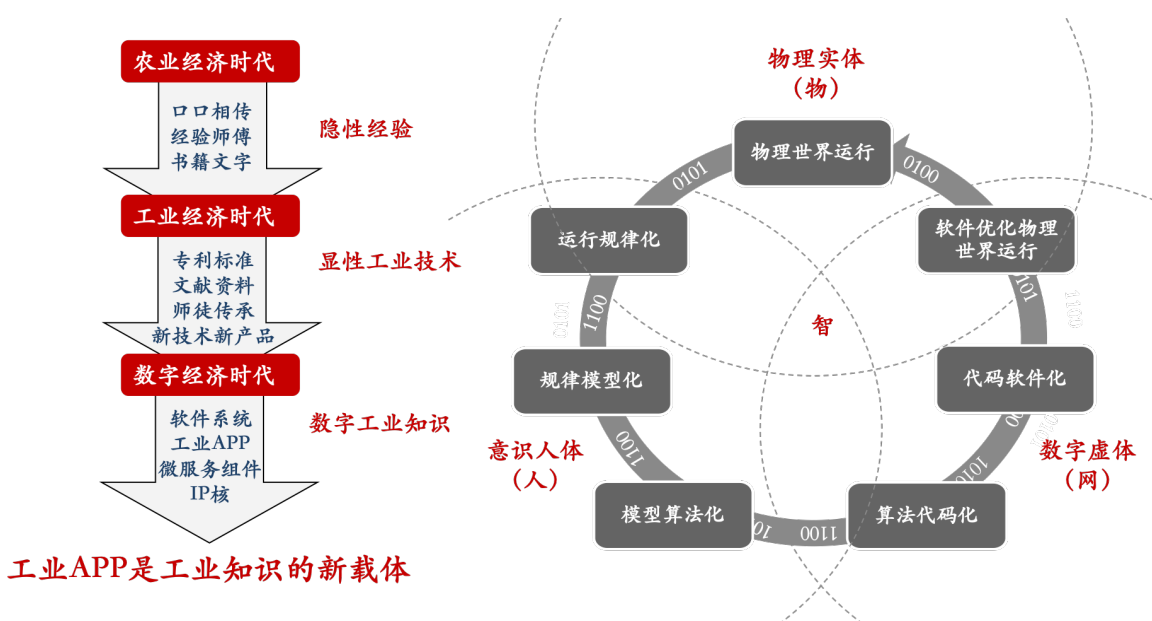 农业经济时代
口口相传
经验师傅
书籍文字
隐性经验
工业经济时代
专利标准
文献资料
师徒传承
新技术新产品
显性工业技术
数字经济时代
软件系统
工业APP
微服务组件
IP核
数字工业知识
工业APP是工业知识的新载体
物理实体
(物)
物理世界运行
0101
0100
运行规律化
软件优化物理
世界运行
智
1100
101
1100
规律模型化
代码软件化
意识人体
(人)
数字虚体
(网)
1100
00
1010
模型算法化
算法代码化
10
1100